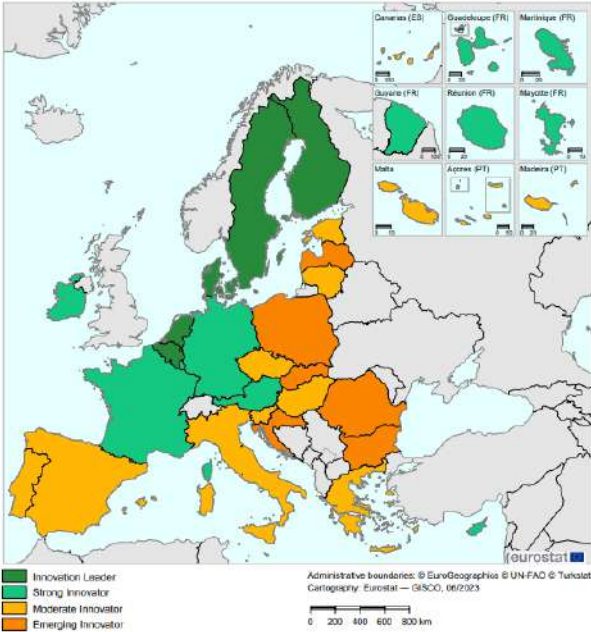 Canarias (ES)
Guadeloupe (FR)
Martinique (FR)
Guyane (FR)
Réunion (FR)
Mayotte (FR)
Malta
Açores (PT)
Madeira (PT)
eurostat
Innovation Leader
Strong Innovator
Moderate Innovator
Emerging Innovator
Administrative boundaries: © EuroGeographics © UN-FAO © Turkstat
Cartography: Eurostat — GISCO, 06/2023
0 200 400 600 800 km